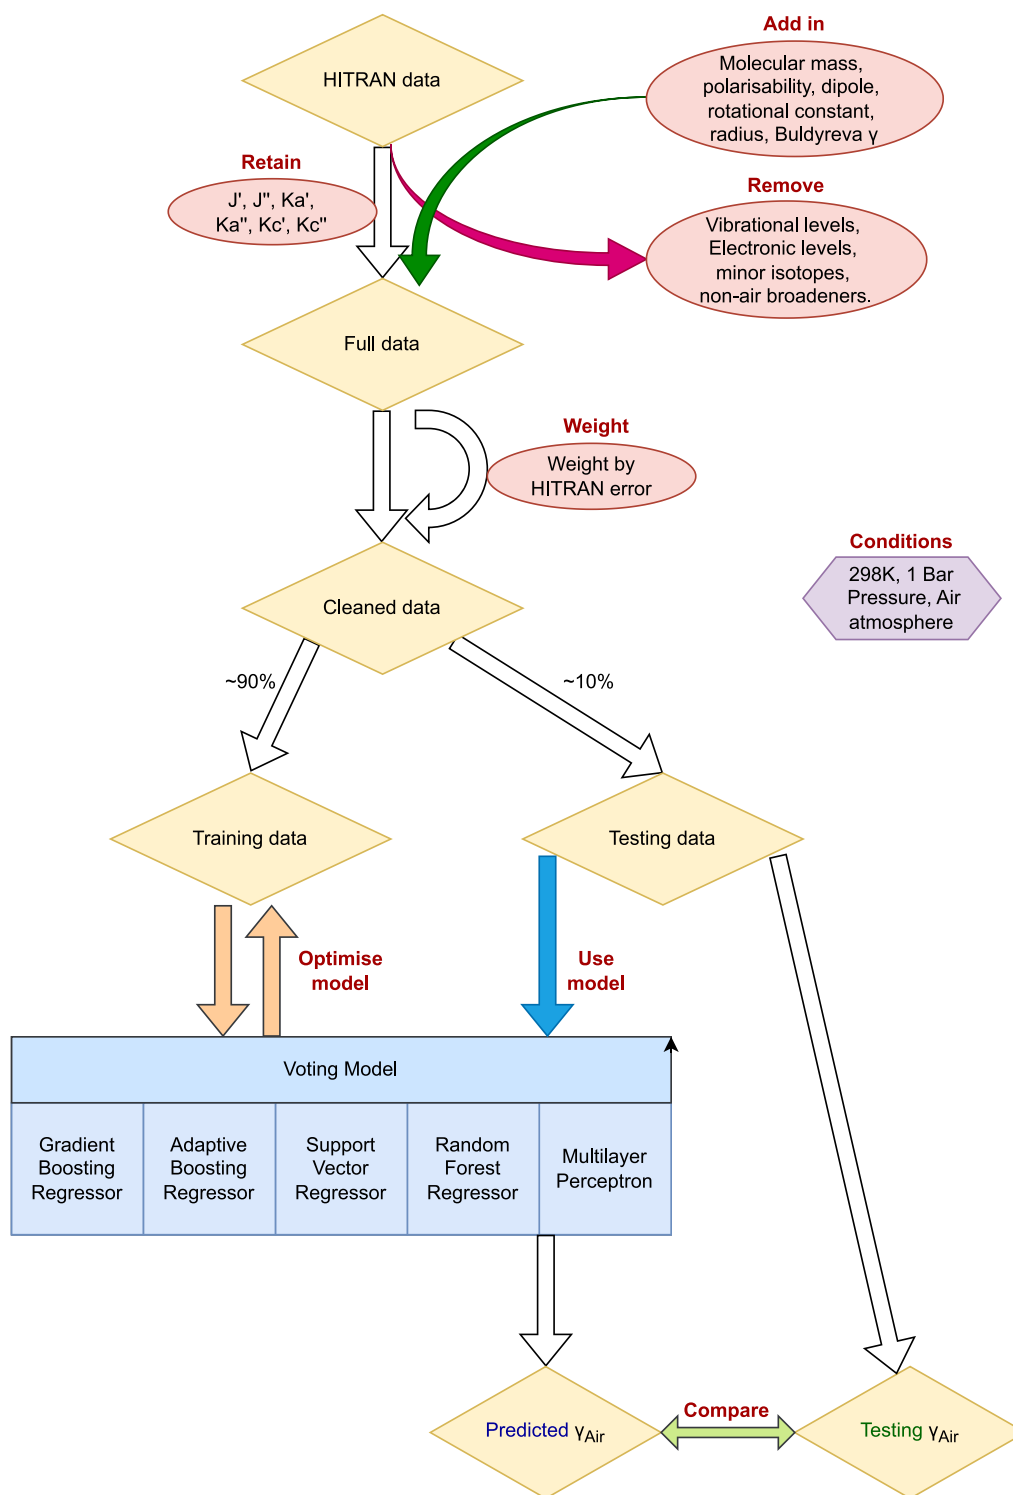 Add in
HITRAN data
Molecular mass,
polarisability, dipole,
rotational constant,
radius, Buldyreva γ
Retain
J', J'', Ka',
Ka'', Kc', Kc''
Remove
Vibrational levels,
Electronic levels,
minor isotopes,
non-air broadeners.
Full data
Weight
Weight by
HITRAN error
Conditions
298K, 1 Bar
Pressure, Air
atmosphere
Cleaned data
~90%
~10%
Training data
Testing data
Optimise
model
Use
model
Voting Model
Gradient
Boosting
Regressor
Adaptive
Boosting
Regressor
Support
Vector
Regressor
Random
Forest
Regressor
Multilayer
Perceptron
Predicted γAir
Compare
Testing γAir